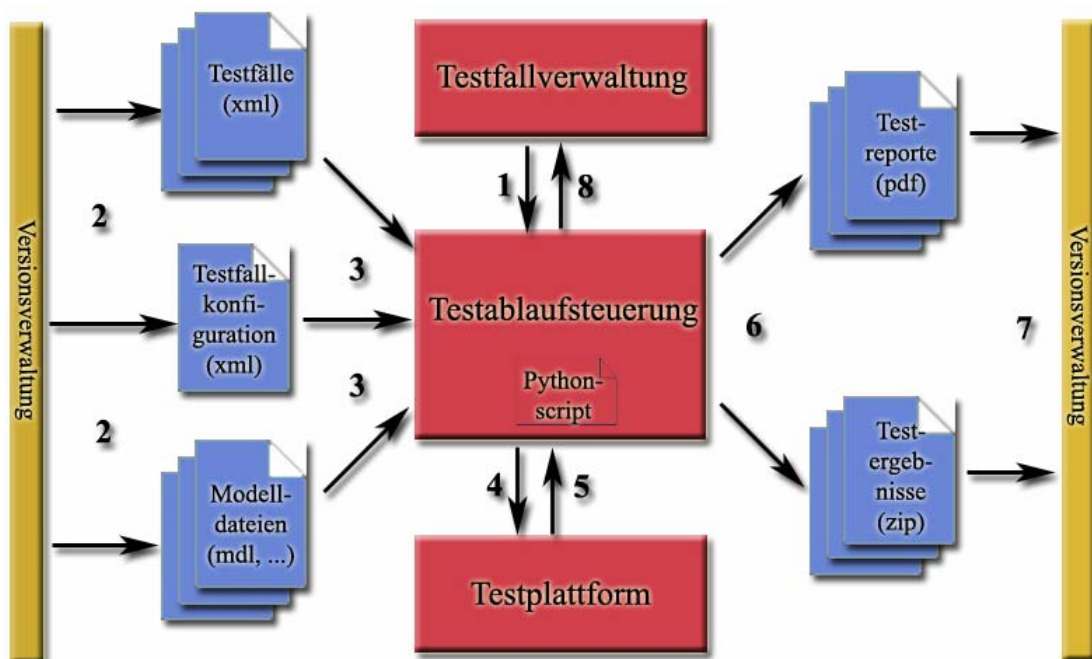 Versionsverwaltung
Testfälle
(xml)
2
Testfall-
konfi-
guration
(xml)
2
Modell-
dateien
(mdl, ...)
3
3
Testfallverwaltung
1
8
Testablaufsteuerung
Python-
script
4
5
Testplattform
6
Test-
reporte
(pdf)
Test-
ergeb-
nisse
(zip)
7
Versionsverwaltung